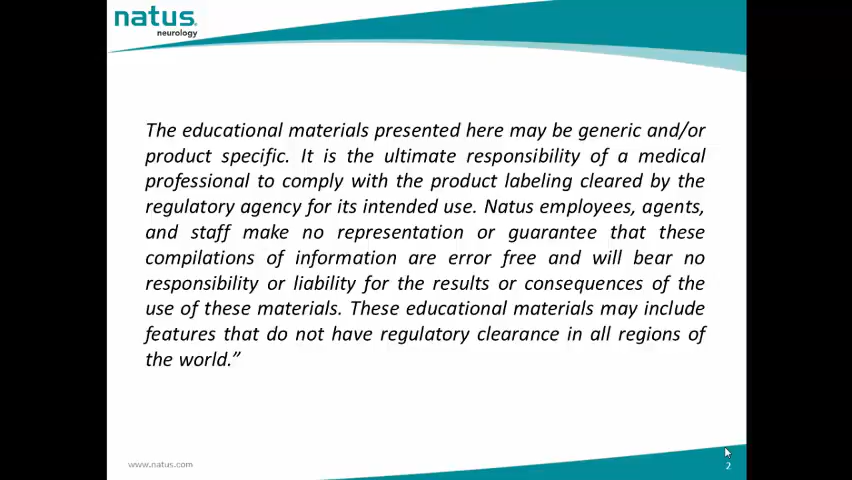 natus
neurology
The educational materials presented here may be generic and/or
product specific. It is the ultimate responsibility of a medical
professional to comply with the product labeling cleared by the
regulatory agency for its intended use. Natus employees, agents,
and staff make no representation or guarantee that these
compilations of information are error free and will bear no
responsibility or liability for the results or consequences of the
use of these materials. These educational materials may include
features that do not have regulatory clearance in all regions of
the world.”
www.natus.com
2